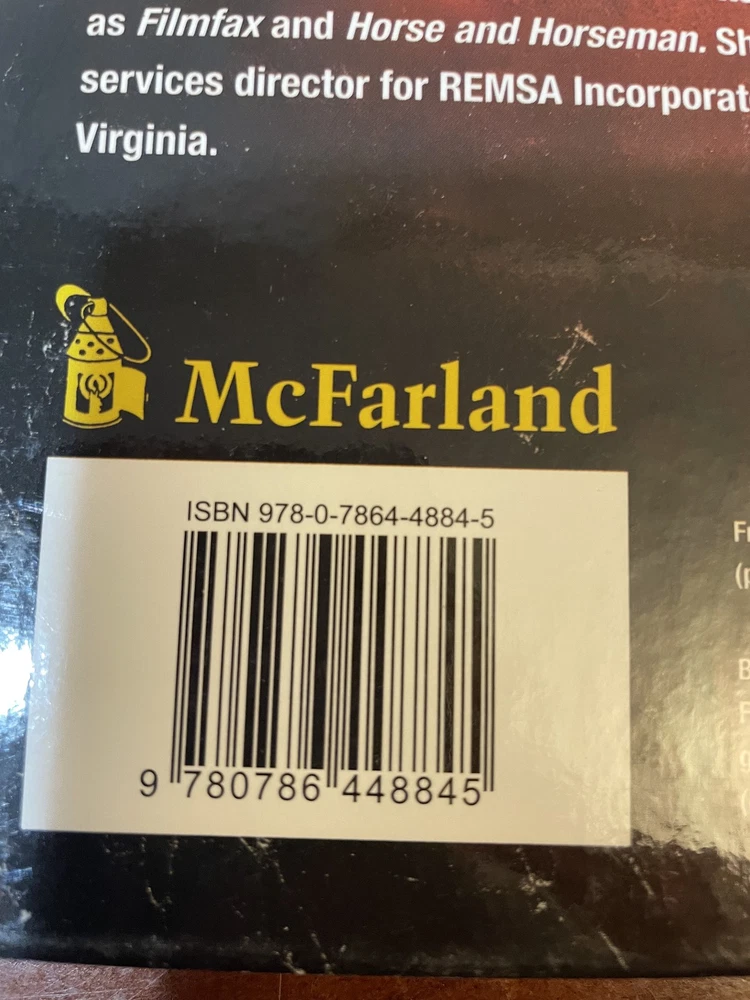 as Filmfax and Horse and Horseman. Sh
services director for REMSA Incorporat
Virginia.
McFarland
ISBN 978-0-7864-4884-5
9 780786 448845